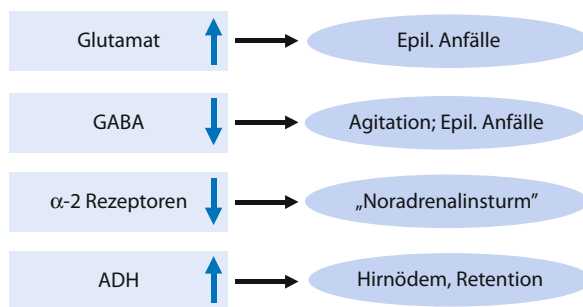 Glutamat
Epil. Anfälle
GABA
Agitation; Epil. Anfälle
α-2 Rezeptoren
„Noradrenalinsturm”
ADH
Hirnödem, Retention